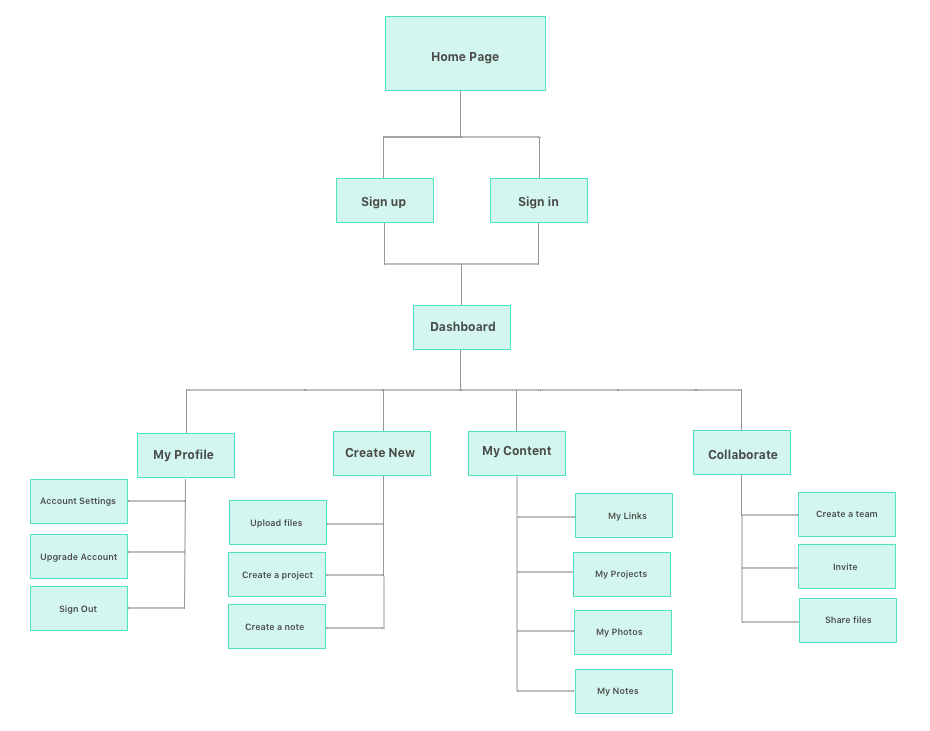 Home Page
Sign up
Sign in
Dashboard
My Profile
Account Settings
Upgrade Account
Sign Out
Create New
Upload files
Create a project
Create a note
My Content
My Links
My Projects
My Photos
My Notes
Collaborate
Create a team
Invite
Share files